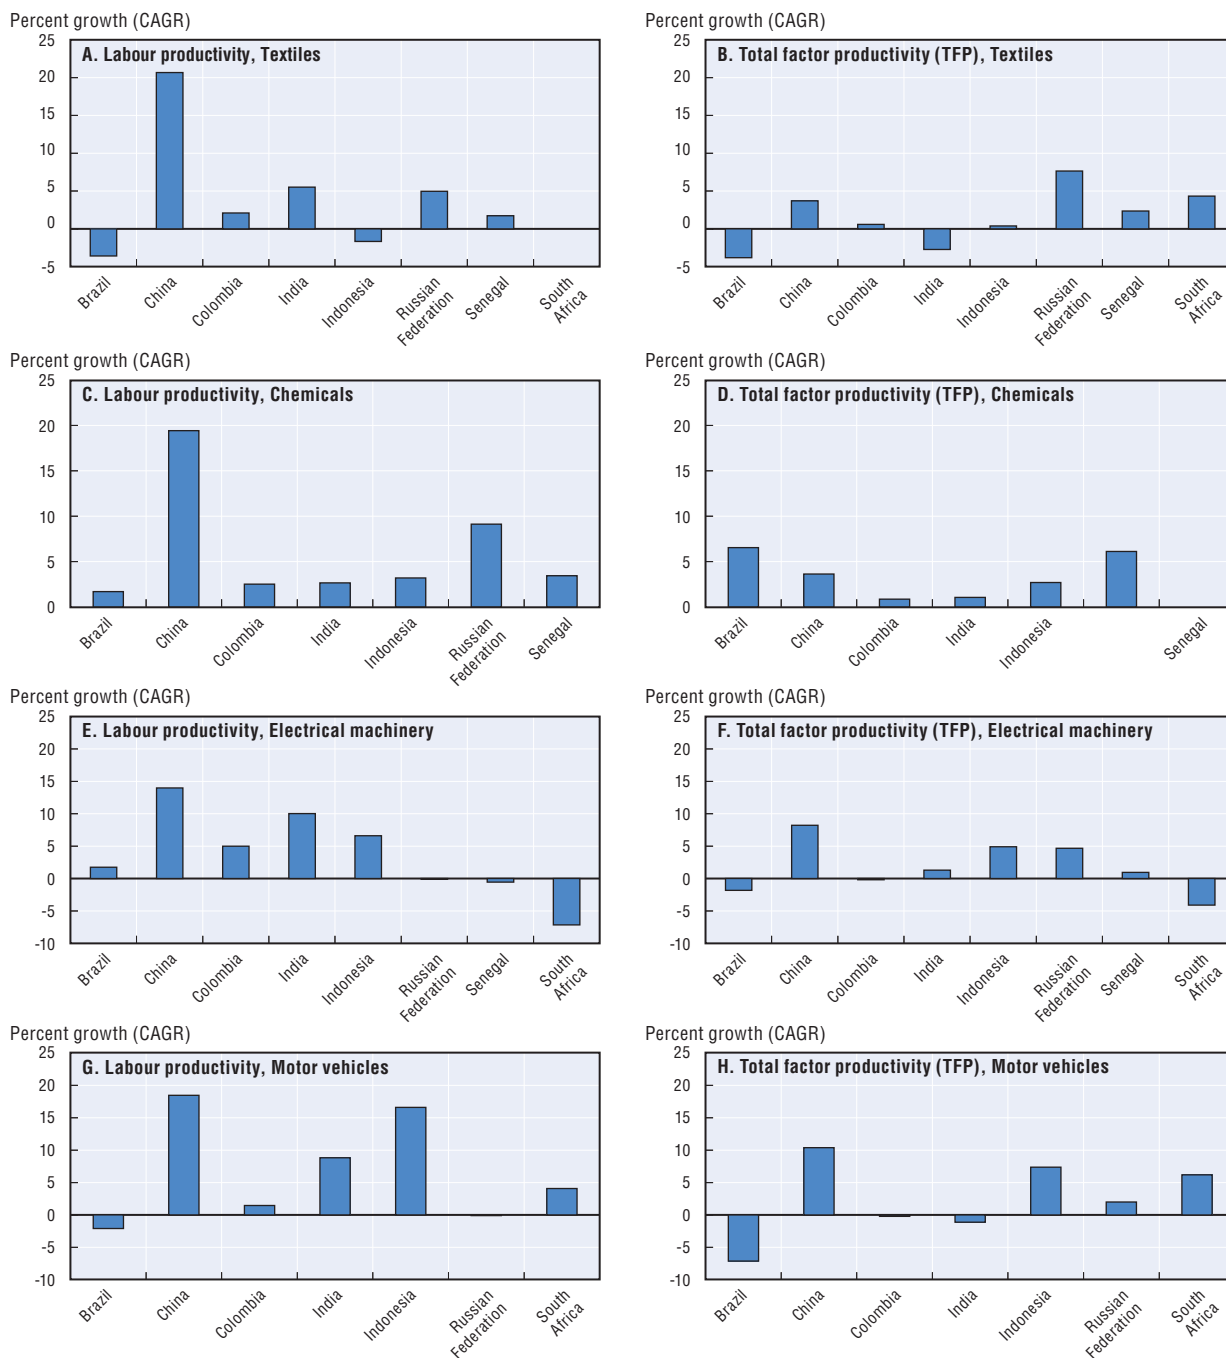 Percent growth (CAGR)
A. Labour productivity, Textiles
25
20
15
10
5
0
-5
Brazil
China
Colombia
India
Indonesia
Russian
Federation
Senegal
South
Africa
Percent growth (CAGR)
B. Total factor productivity (TFP), Textiles
25
20
15
10
5
0
-5
Brazil
China
Colombia
India
Indonesia
Russian
Federation
Senegal
South
Africa
Percent growth (CAGR)
C. Labour productivity, Chemicals
25
20
15
10
5
0
Brazil
China
Colombia
India
Indonesia
Russian
Federation
Senegal
Percent growth (CAGR)
D. Total factor productivity (TFP), Chemicals
25
20
15
10
5
0
Brazil
China
Colombia
India
Indonesia
Senegal
Percent growth (CAGR)
E. Labour productivity, Electrical machinery
25
20
15
10
5
0
-5
-10
Brazil
China
Colombia
India
Indonesia
Russian
Federation
Senegal
South
Africa
Percent growth (CAGR)
F. Total factor productivity (TFP), Electrical machinery
25
20
15
10
5
0
-5
-10
Brazil
China
Colombia
India
Indonesia
Russian
Federation
Senegal
South
Africa
Percent growth (CAGR)
G. Labour productivity, Motor vehicles
25
20
15
10
5
0
-5
-10
Brazil
China
Colombia
India
Indonesia
Russian
Federation
South
Africa
Percent growth (CAGR)
H. Total factor productivity (TFP), Motor vehicles
25
20
15
10
5
0
-5
-10
Brazil
China
Colombia
India
Indonesia
Russian
Federation
South
Africa